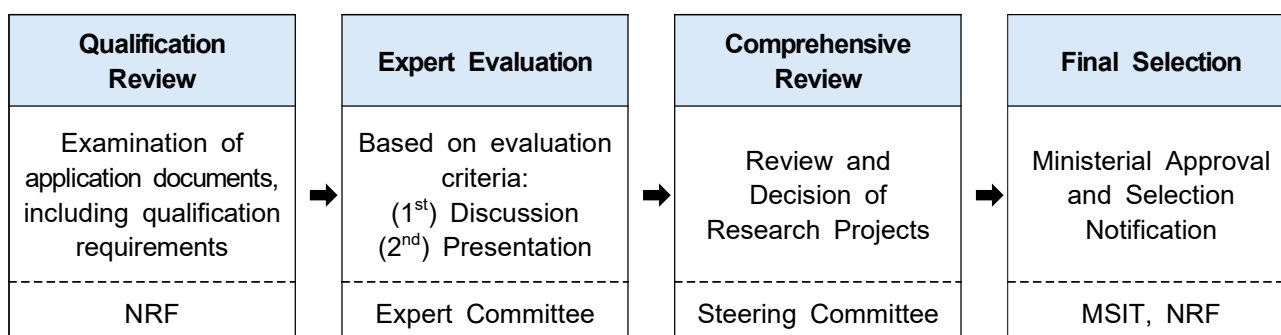 Qualification
Review
Examination of
application documents,
including qualification
requirements
NRF
Expert Evaluation
Based on evaluation
criteria:
(1st) Discussion
(2nd) Presentation
Expert Committee
Comprehensive
Review
Review and
Decision of
Research Projects
Steering Committee
Final Selection
Ministerial Approval
and Selection
Notification
MSIT, NRF